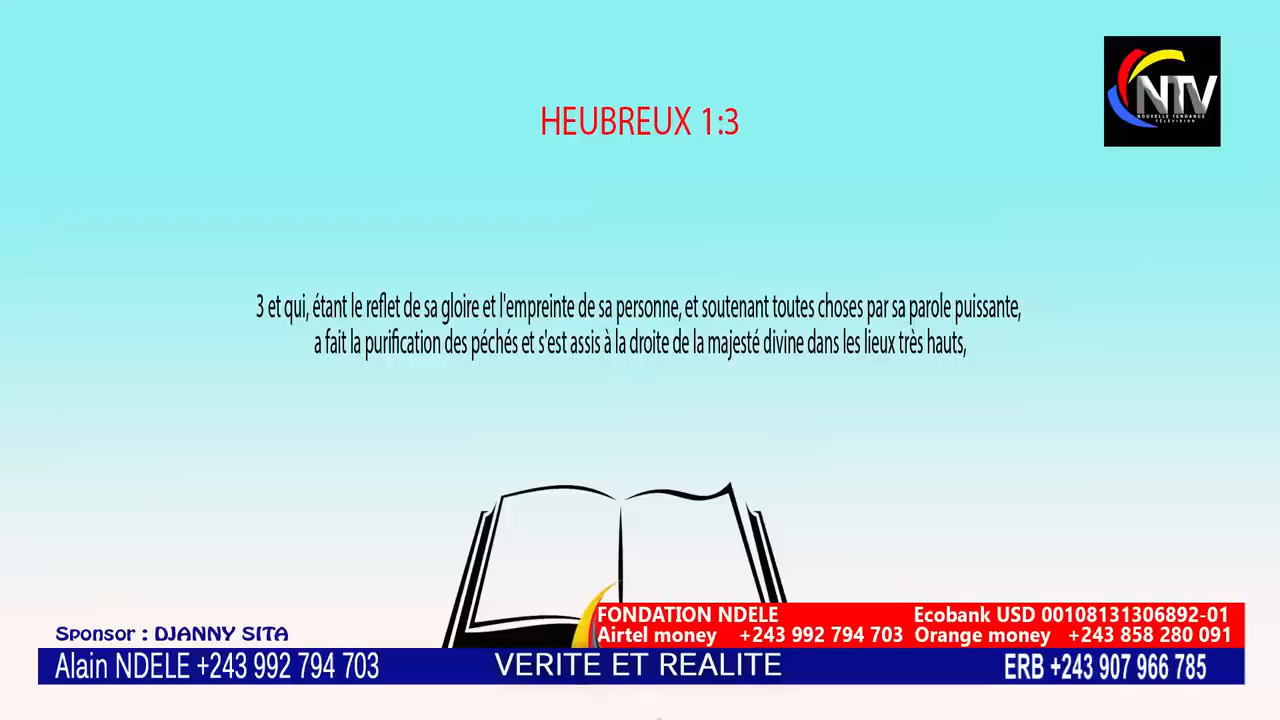 NTV
NOUVELLE TENDANCE
TÉLÉVISION
HEUBREUX 1:3
3 et qui, étant le reflet de sa gloire et l'empreinte de sa personne, et soutenant toutes choses par sa parole puissante,
a fait la purification des péchés et s'est assis à la droite de la majesté divine dans les lieux très hauts,
FONDATION NDELE Ecobank USD 00108131306892-01
Airtel money +243 992 794 703 Orange money +243 858 280 091
Sponsor : DJANNY SITA
Alain NDELE +243 992 794 703 VERITE ET REALITE ERB +243 907 966 785